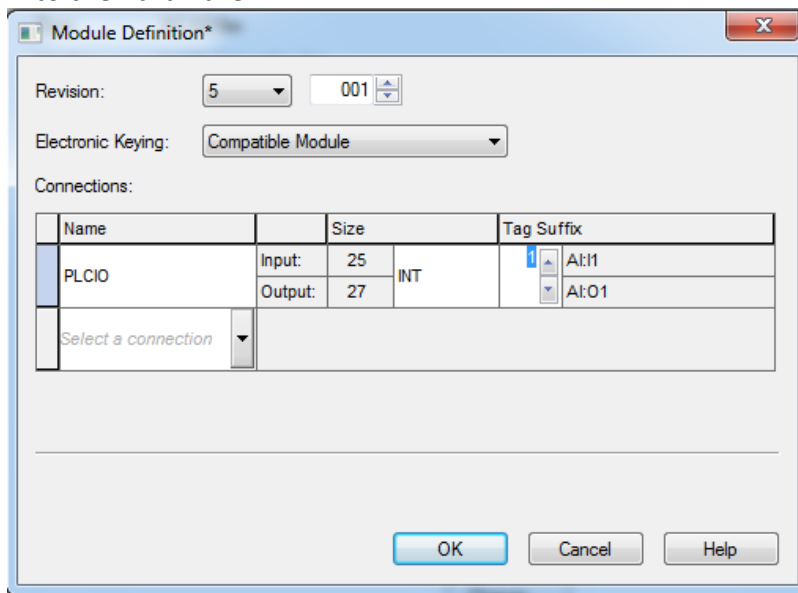 Module Definition*
Revision: 5 001
Electronic Keying: Compatible Module
Connections:
Name Size Tag Suffix
PLCIO Input: 25 INT 1 AI:I1
Output: 27 AI:O1
Select a connection
OK Cancel Help